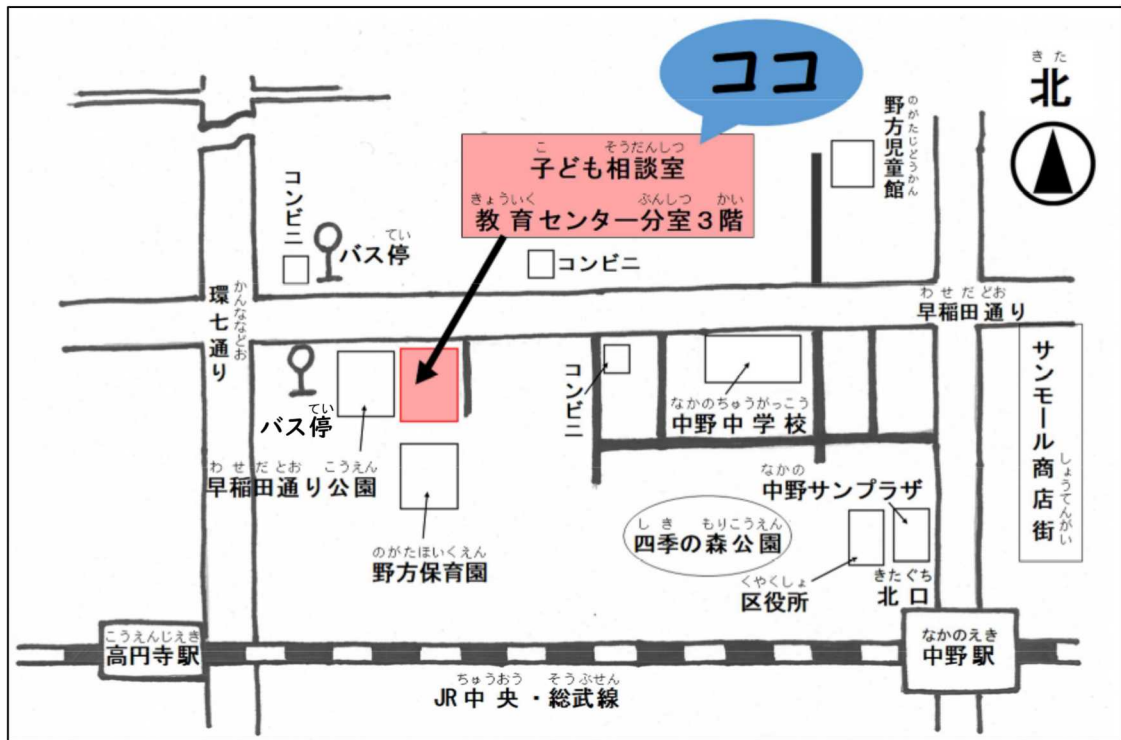 ココ
きた
北
のがたじどうかん
野方児童館
こ そうだんしつ
子ども相談室
きょういく ぶんしつ かい
教育センター分室３階
コンビニ
てい
バス停
コンビニ
かんななどお
環七通り
わせだどお
早稲田通り
サンモール商店街
しょうてんがい
てい
バス停
コンビニ
なかのちゅうがっこう
中野中学校
わせだとお こうえん
早稲田通り公園
なかの
中野サンプラザ
しき もりこうえん
四季の森公園
のがたほいくえん
野方保育園
くやくしょ
区役所
きたぐち
北口
こうえんじえき
高円寺駅
なかのえき
中野駅
ちゅうおう そうぶせん
JR中央・総武線